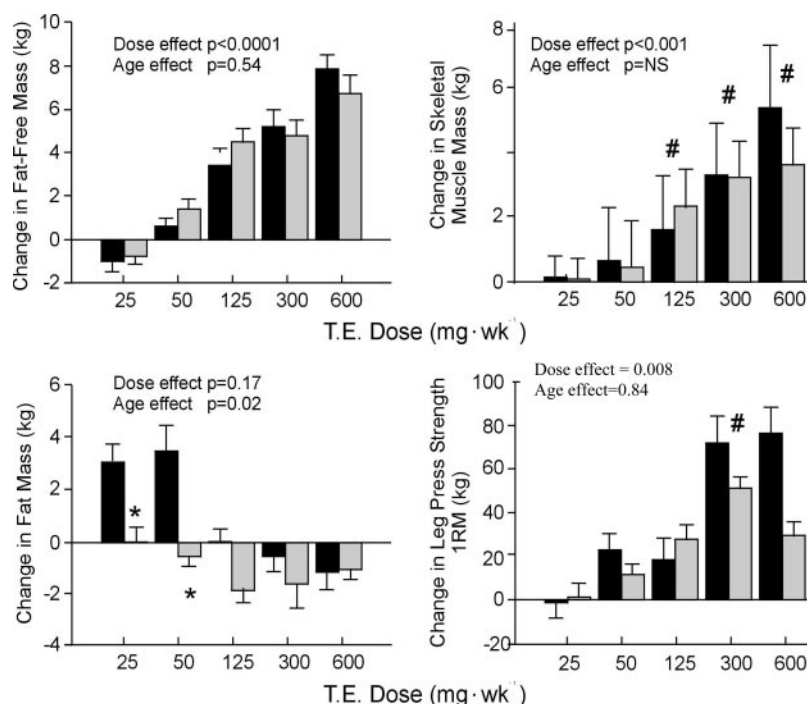 Change in Fat-Free Mass (kg)
10
8
6
4
2
0
-2
Dose effect p<0.0001
Age effect p=0.54
25 50 125 300 600
Change in Skeletal
Muscle Mass (kg)
8
6
2
0
Dose effect p<0.001
Age effect p=NS
# # #
25 50 125 300 600
T.E. Dose (mg·wk⁻¹)
Change in Fat Mass (kg)
6
4
2
0
-2
-4
Dose effect p=0.17
Age effect p=0.02
*
*
25 50 125 300 600
Change in Leg Press Strength
1RM (kg)
100
80
60
40
20
0
-20
Dose effect = 0.008
Age effect=0.84
#
25 50 125 300 600
T.E. Dose (mg·wk⁻¹)